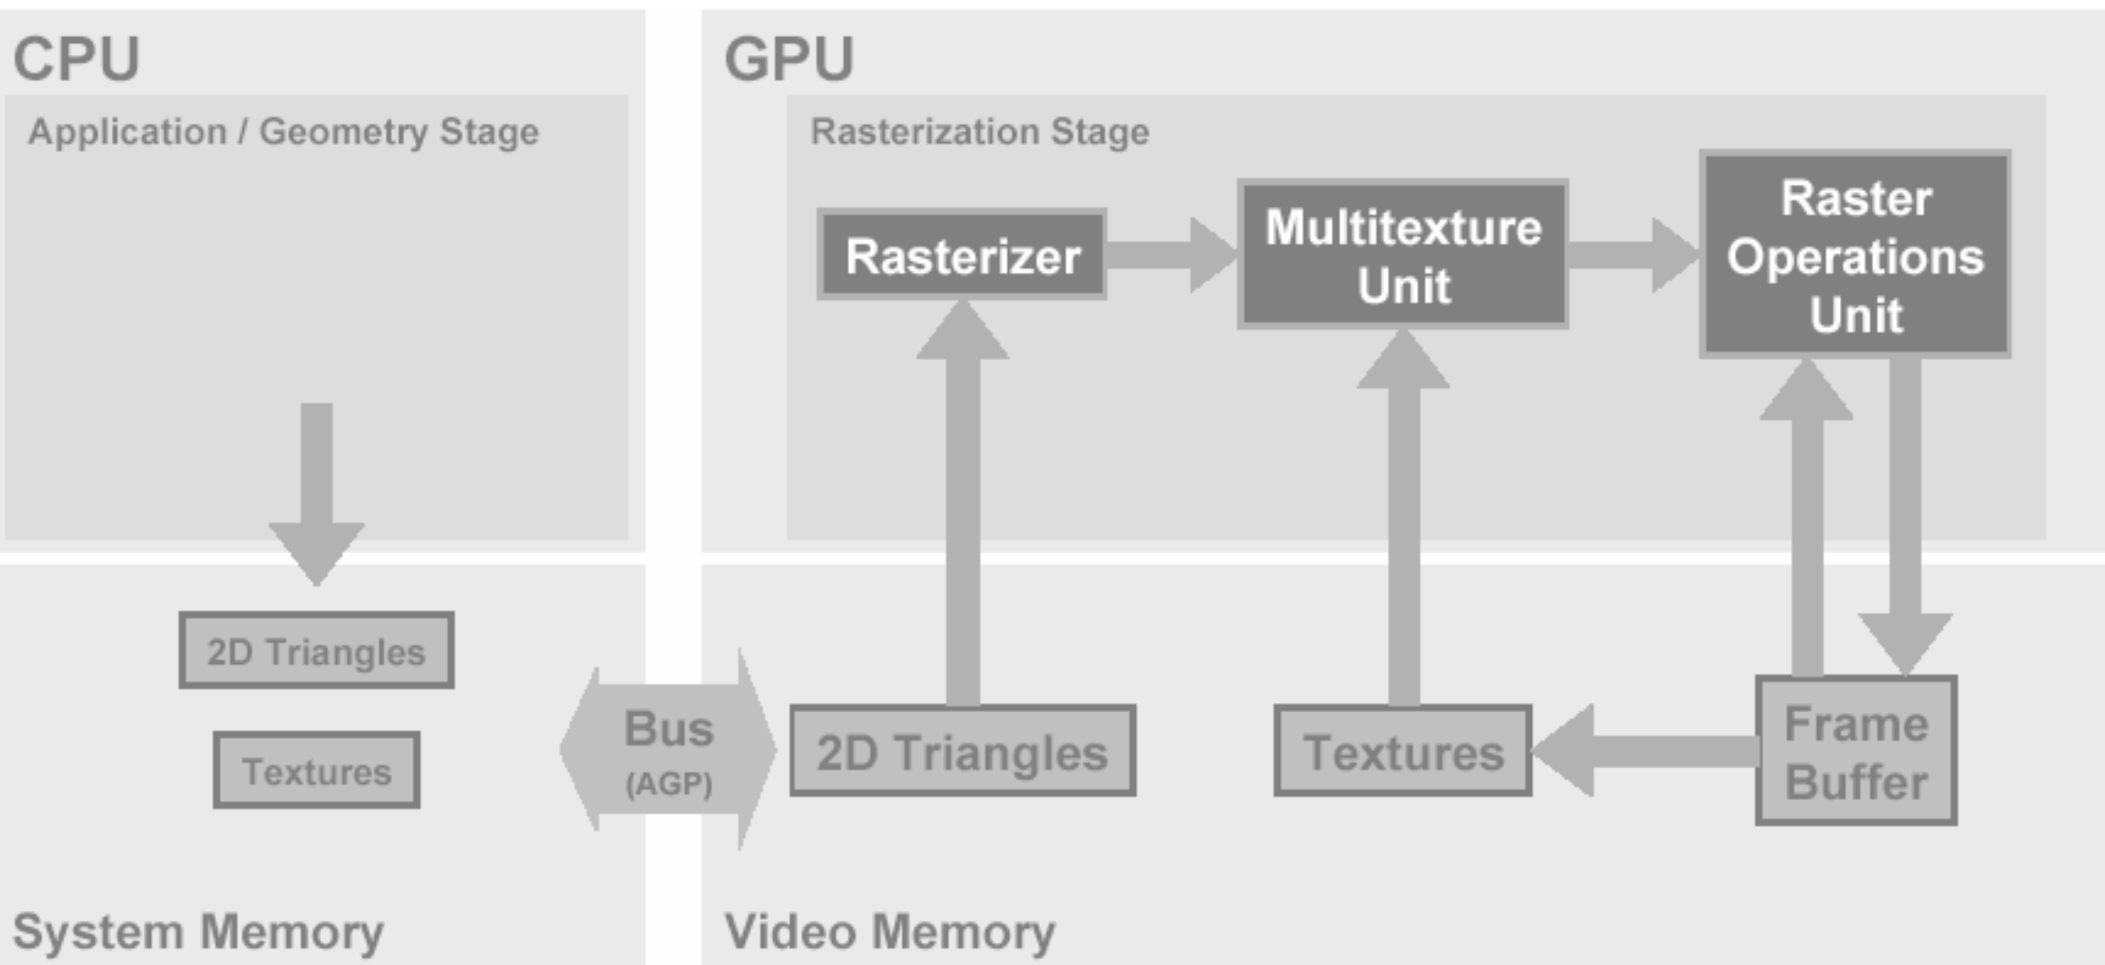 CPU
Application / Geometry Stage
2D Triangles
Textures
System Memory
Bus
(AGP)
GPU
Rasterization Stage
Rasterizer
Multitexture
Unit
Raster
Operations
Unit
2D Triangles
Textures
Frame
Buffer
Video Memory